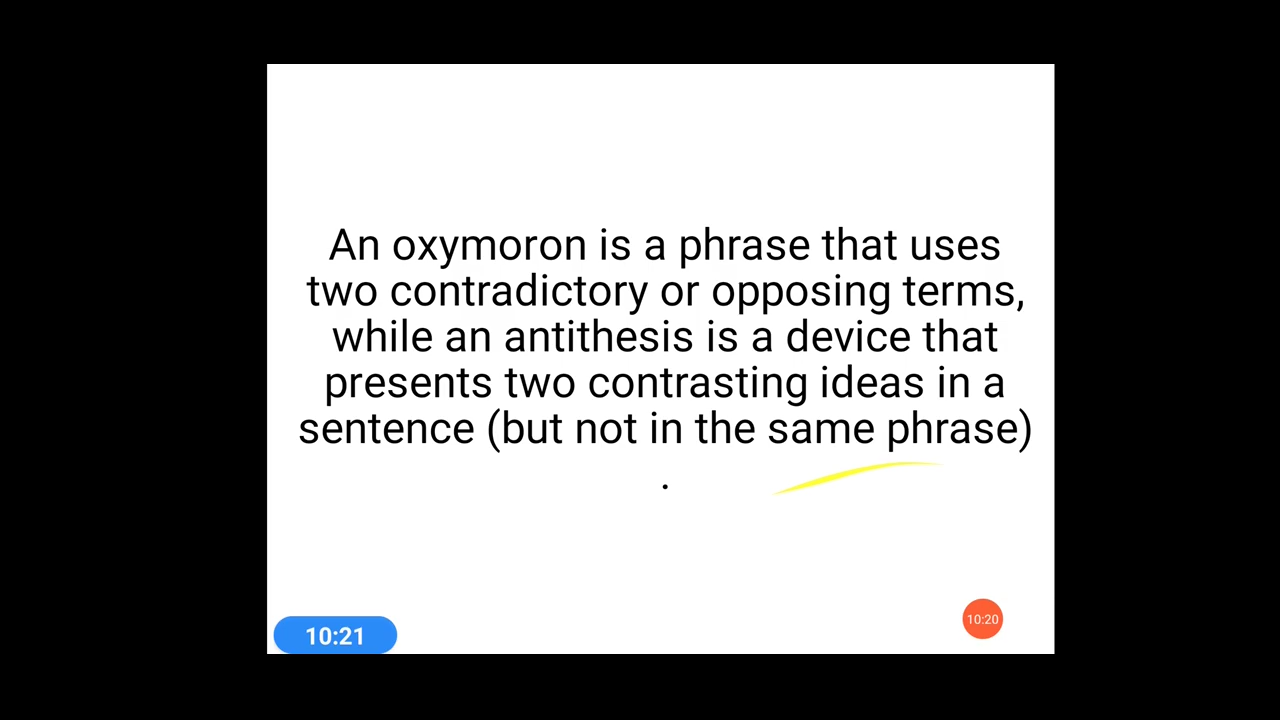 An oxymoron is a phrase that uses
two contradictory or opposing terms,
while an antithesis is a device that
presents two contrasting ideas in a
sentence (but not in the same phrase)
.
10:21
10:20